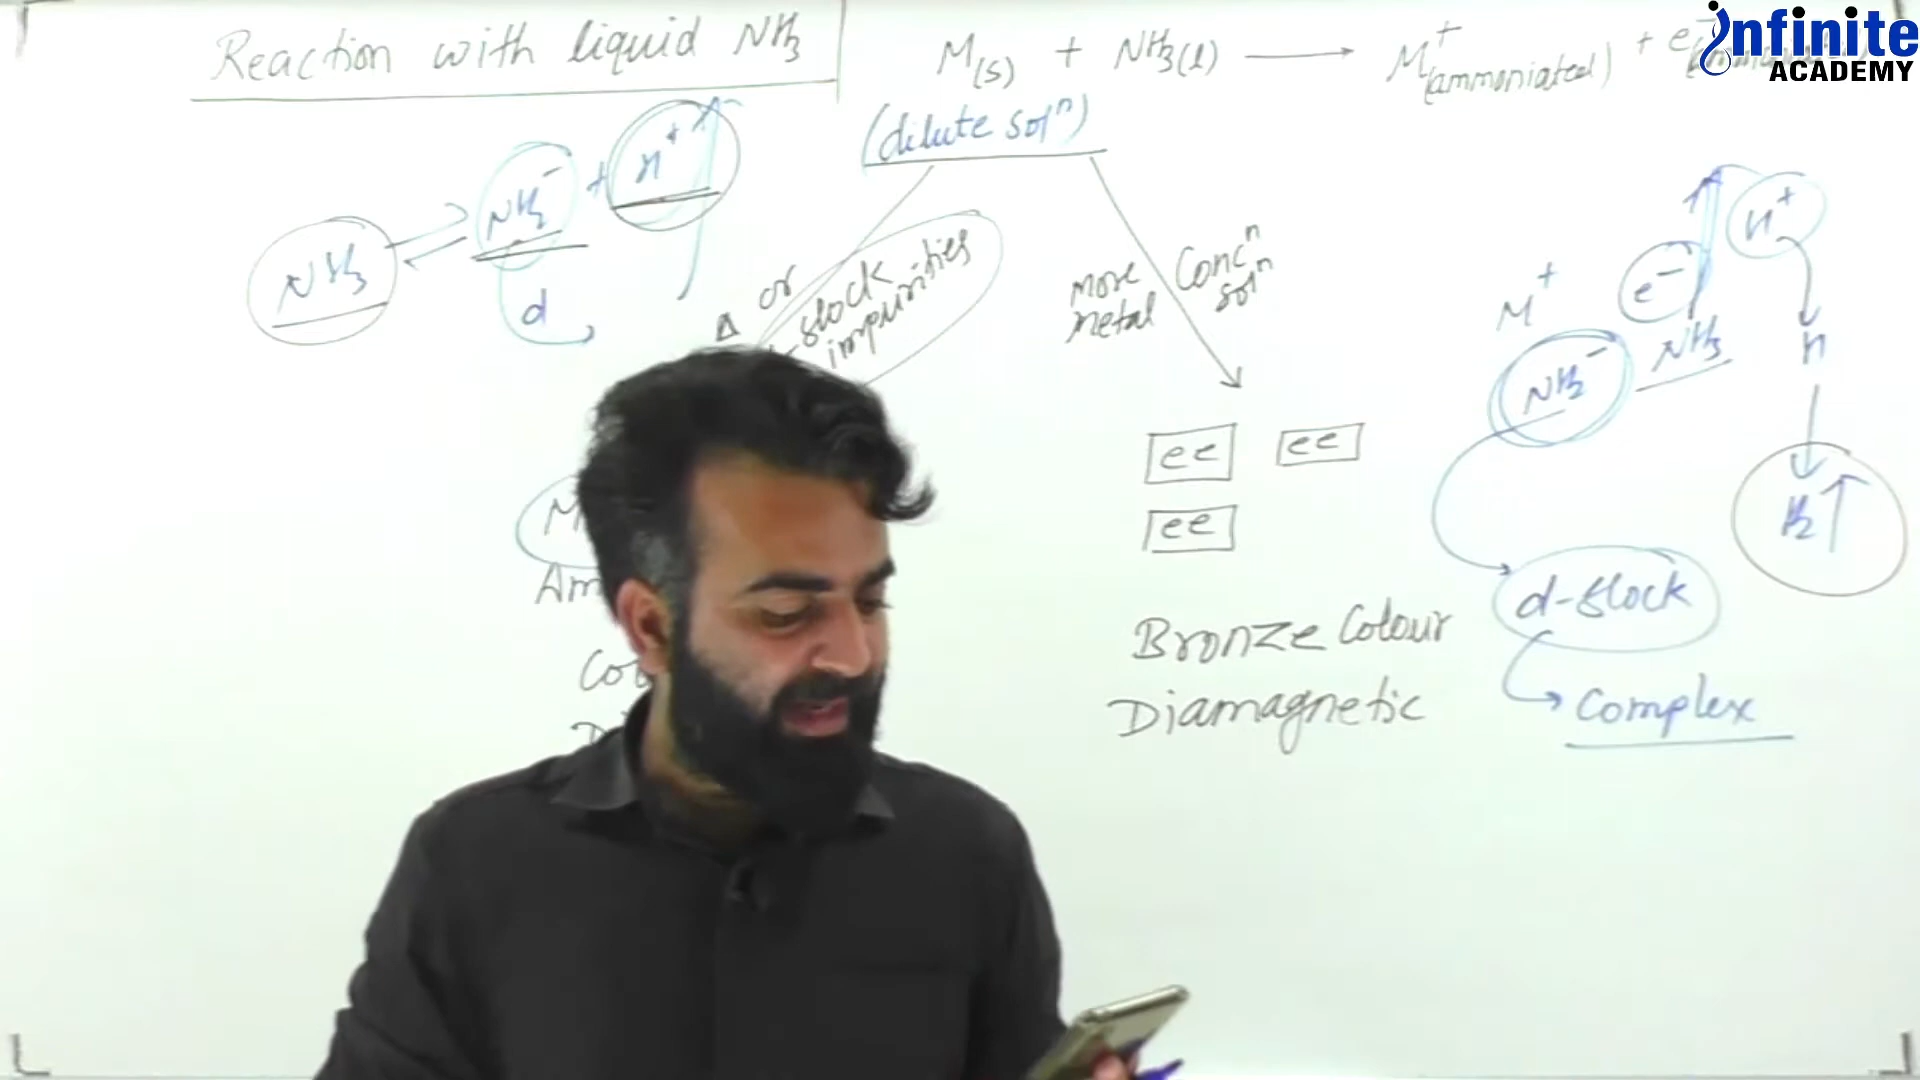 Reaction with liquid NH3
M(s) + NH3(l) ⟶ M+(ammoniated) + e-
infinite
ACADEMY
(dilute solⁿ)
NH3 ⇌ NH2- + H+
d
Δ or
d-block
impurities
more
metal
Concⁿ
solⁿ
M+ e- H+
NH2- NH3 H
H2↑
ee ee
ee
M
Am
Bronze Colour
Diamagnetic
d-block
Complex